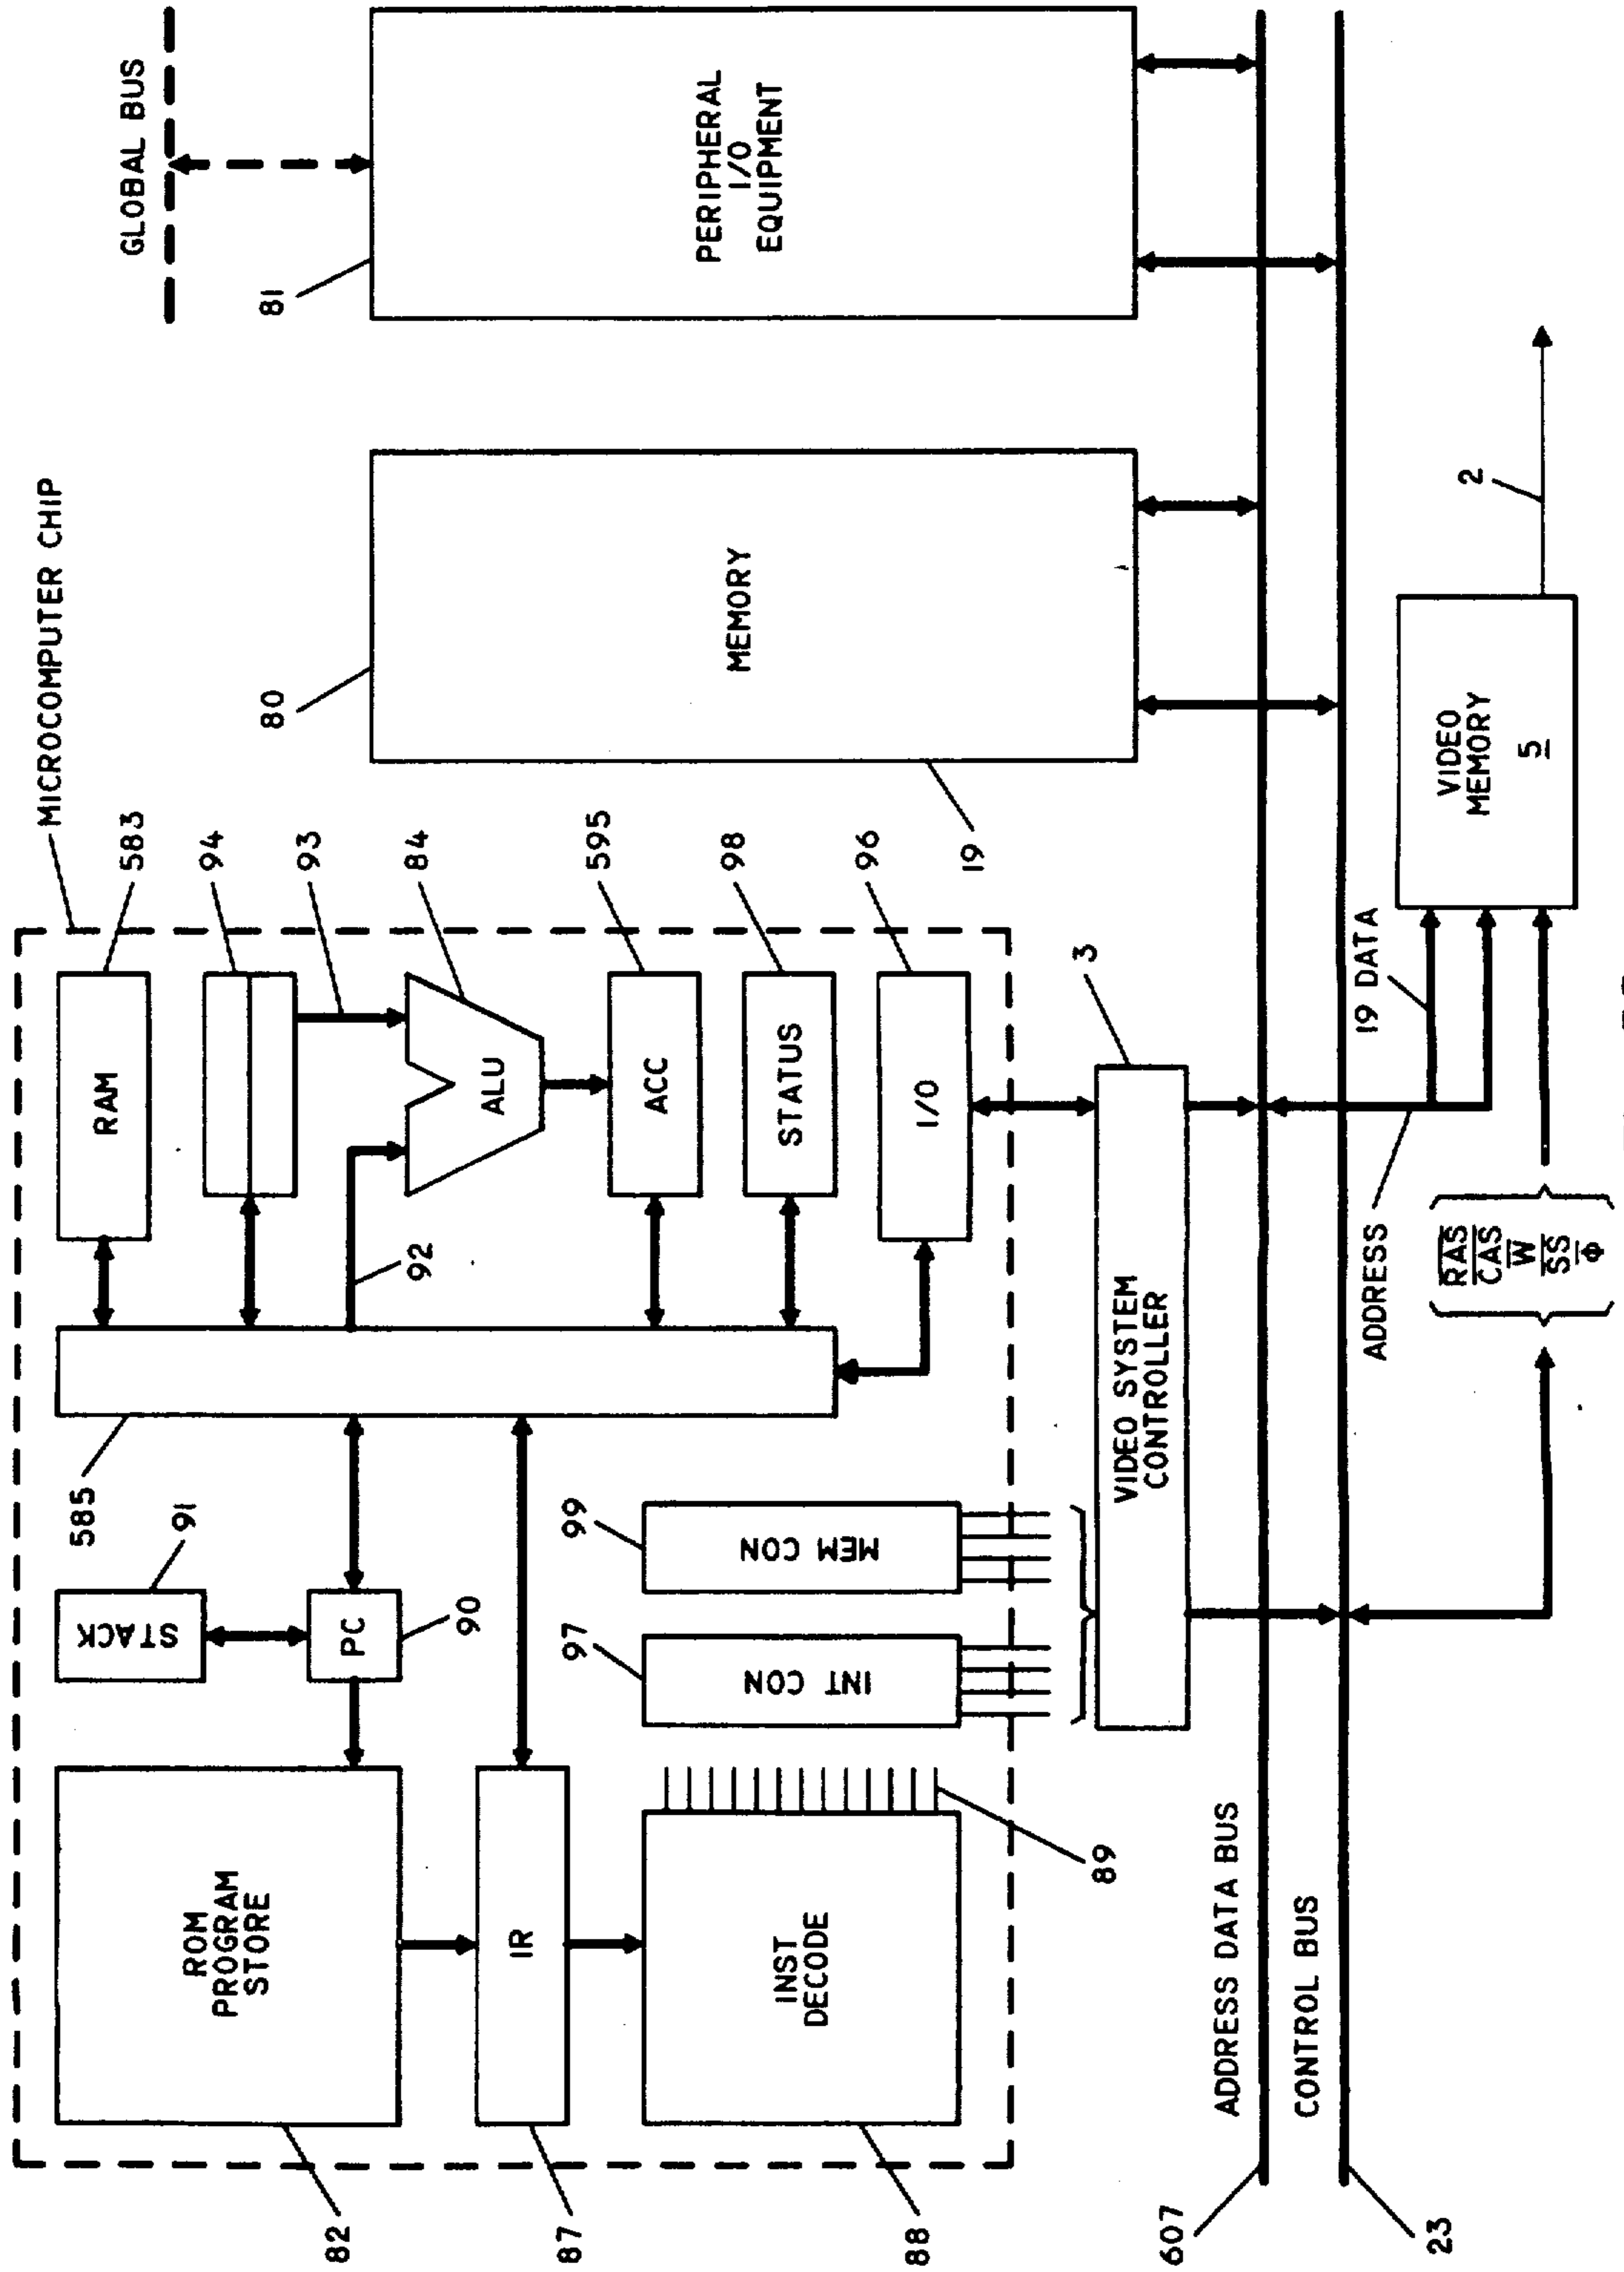 MICROCOMPUTER CHIP
GLOBAL BUS
82
ROM
PROGRAM
STORE
STACK
91
PC
90
585
RAM
583
94
93
92
ALU
84
87
IR
ACC
595
STATUS
98
I/O
96
88
INST
DECODE
89
97
INT CON
99
MEM CON
80
MEMORY
19
81
PERIPHERAL
I/O
EQUIPMENT
VIDEO SYSTEM
CONTROLLER
3
607
ADDRESS DATA BUS
CONTROL BUS
23
ADDRESS
19 DATA
RAS
CAS
W
SS
Φ
VIDEO
MEMORY
5
2